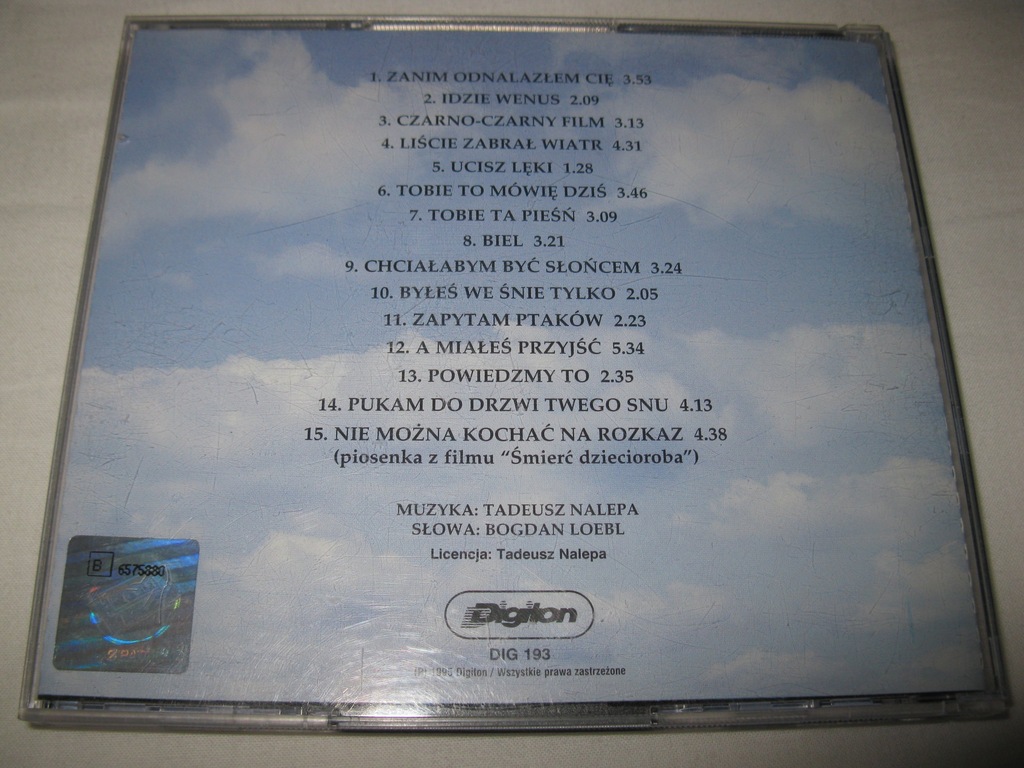 1. ZANIM ODNALAZŁEM CIĘ 3.53
2. IDZIE WENUS 2.09
3. CZARNO-CZARNY FILM 3.13
4. LIŚCIE ZABRAŁ WIATR 4.31
5. UCISZ LĘKI 1.28
6. TOBIE TO MÓWIĘ DZIŚ 3.46
7. TOBIE TA PIEŚŃ 3.09
8. BIEL 3.21
9. CHCIAŁABYM BYĆ SŁOŃCEM 3.24
10. BYŁEŚ WE ŚNIE TYLKO 2.05
11. ZAPYTAM PTAKÓW 2.23
12. A MIAŁEŚ PRZYJŚĆ 5.34
13. POWIEDZMY TO 2.35
14. PUKAM DO DRZWI TWEGO SNU 4.13
15. NIE MOŻNA KOCHAĆ NA ROZKAZ 4.38
(piosenka z filmu "Śmierć dziecioroba")
MUZYKA: TADEUSZ NALEPA
SŁOWA: BOGDAN LOEBL
Licencja: Tadeusz Nalepa
B 6575880
Digiton
DIG 193
Digiton / Wszystkie prawa zastrzeżone